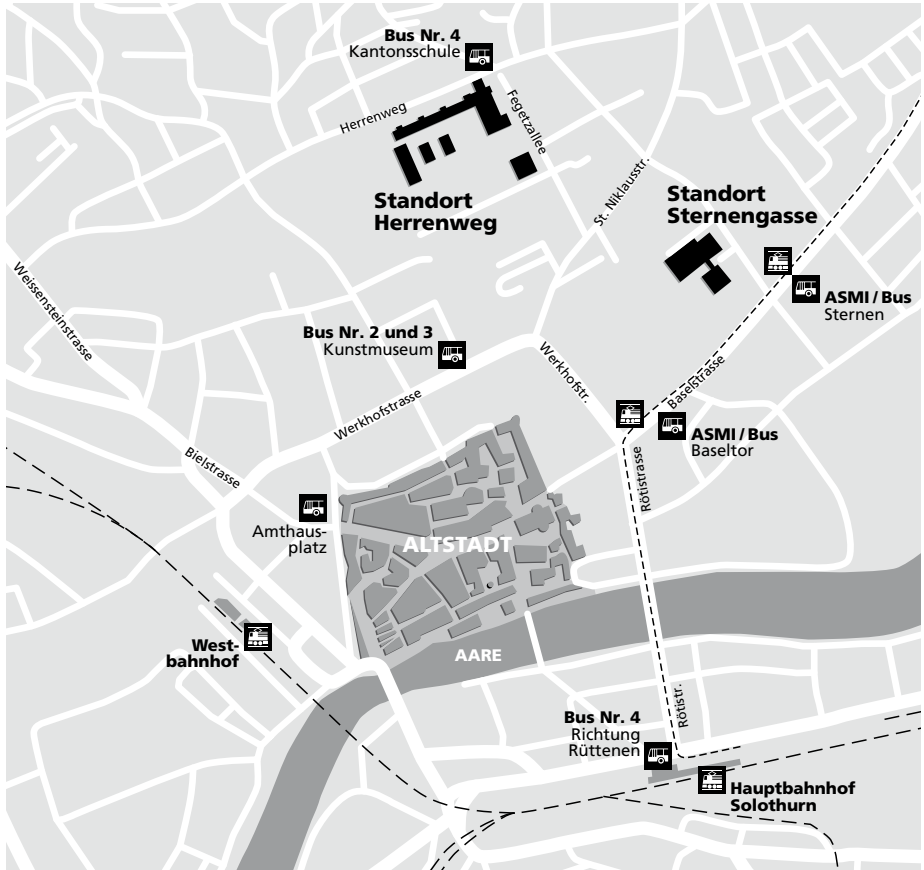 Bus Nr. 4
Kantonsschule
Herrenweg
Fegetzallee
Standort
Herrenweg
St. Niklausstr.
Standort
Sternengasse
ASMI / Bus
Sternen
Weissensteinstrasse
Bus Nr. 2 und 3
Kunstmuseum
Werkhofstr.
Baselstrasse
Werkhofstrasse
ASMI / Bus
Baseltor
Bielstrasse
Rötistrasse
Amthaus-
platz
ALTSTADT
West-
bahnhof
AARE
Rötistr.
Bus Nr. 4
Richtung
Rüttenen
Hauptbahnhof
Solothurn